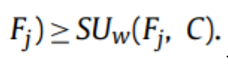 F_j) ≥ SU_w(F_j, C).